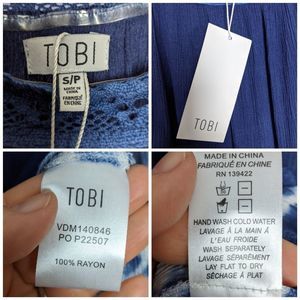 TOBI
S/P
MADE IN
CHINA
FABRIQUÉ
EN CHINE
TOBI
TOBI
VDM140846
PO P22507
100% RAYON
MADE IN CHINA
FABRIQUÉ EN CHINE
RN 139422
HAND WASH COLD WATER
LAVAGE À LA MAIN À
L'EAU FROIDE
WASH SEPARATELY
LAVAGE SÉPARÉMENT
LAY FLAT TO DRY
SÉCHAGE À PLAT